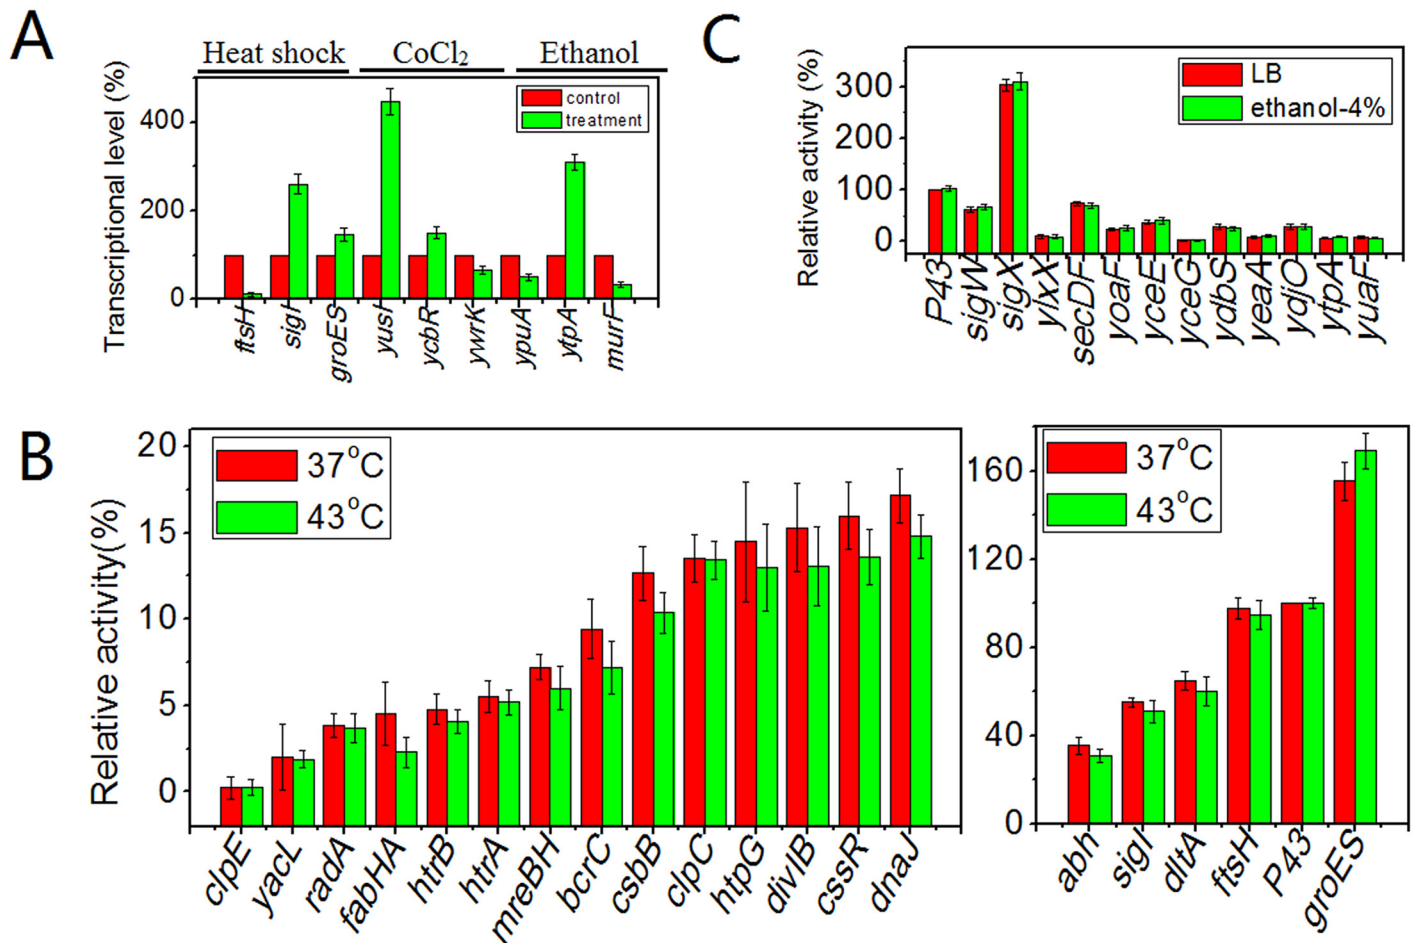 A
Heat shock CoCl₂ Ethanol
Transcriptional level (%)
400
200
0
control
treatment
ftsH sigI groES yusI ycbR ywrK ypuA ytpA murF
C
Relative activity (%)
300
200
100
0
LB
ethanol-4%
P43 sigW sigX ylxX secDF yoaF yceE yceG ydbS yeaA ydjO ytpA yuaF
B
Relative activity(%)
20
15
10
5
0
37°C
43°C
clpE yacL radA fabHA htrB htrA mreBH bcrC csbB clpC htpG divIB cssR dnaJ
160
120
80
40
0
37°C
43°C
abh sigI dltA ftsH P43 groES